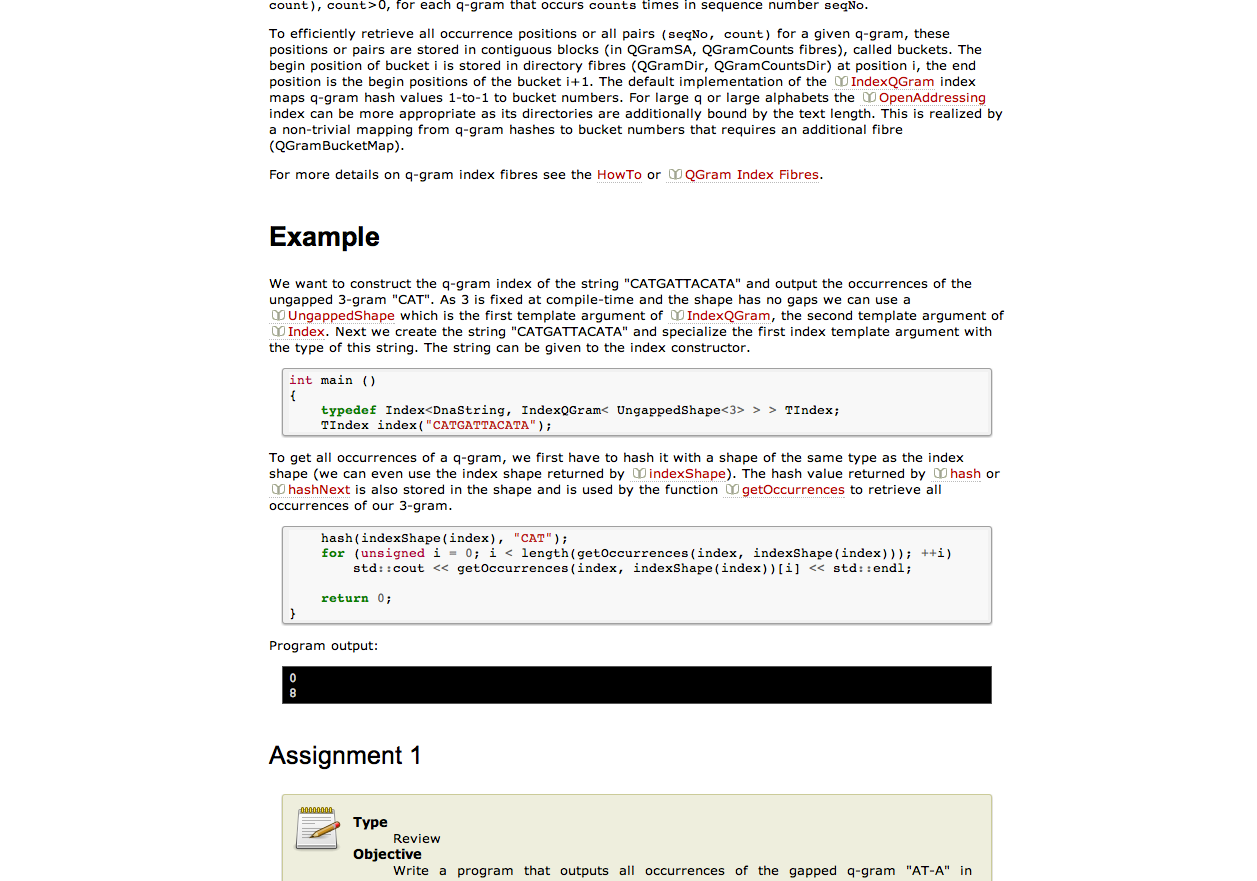 count), count>0, for each q-gram that occurs counts times in sequence number seqNo.
To efficiently retrieve all occurrence positions or all pairs (seqNo, count) for a given q-gram, these
positions or pairs are stored in contiguous blocks (in QGramSA, QGramCounts fibres), called buckets. The
begin position of bucket i is stored in directory fibres (QGramDir, QGramCountsDir) at position i, the end
position is the begin positions of the bucket i+1. The default implementation of the IndexQGram index
maps q-gram hash values 1-to-1 to bucket numbers. For large q or large alphabets the OpenAddressing
index can be more appropriate as its directories are additionally bound by the text length. This is realized by
a non-trivial mapping from q-gram hashes to bucket numbers that requires an additional fibre
(QGramBucketMap).
For more details on q-gram index fibres see the HowTo or QGram Index Fibres.
Example
We want to construct the q-gram index of the string "CATGATTACATA" and output the occurrences of the
ungapped 3-gram "CAT". As 3 is fixed at compile-time and the shape has no gaps we can use a
UngappedShape which is the first template argument of IndexQGram, the second template argument of
Index. Next we create the string "CATGATTACATA" and specialize the first index template argument with
the type of this string. The string can be given to the index constructor.
int main ()
{
    typedef Index<DnaString, IndexQGram< UngappedShape<3> > > TIndex;
    TIndex index("CATGATTACATA");
To get all occurrences of a q-gram, we first have to hash it with a shape of the same type as the index
shape (we can even use the index shape returned by indexShape). The hash value returned by hash or
hashNext is also stored in the shape and is used by the function getOccurrences to retrieve all
occurrences of our 3-gram.
    hash(indexShape(index), "CAT");
    for (unsigned i = 0; i < length(getOccurrences(index, indexShape(index))); ++i)
        std::cout << getOccurrences(index, indexShape(index))[i] << std::endl;
    return 0;
}
Program output:
0
8
Assignment 1
Type
Review
Objective
Write a program that outputs all occurrences of the gapped q-gram "AT-A" in